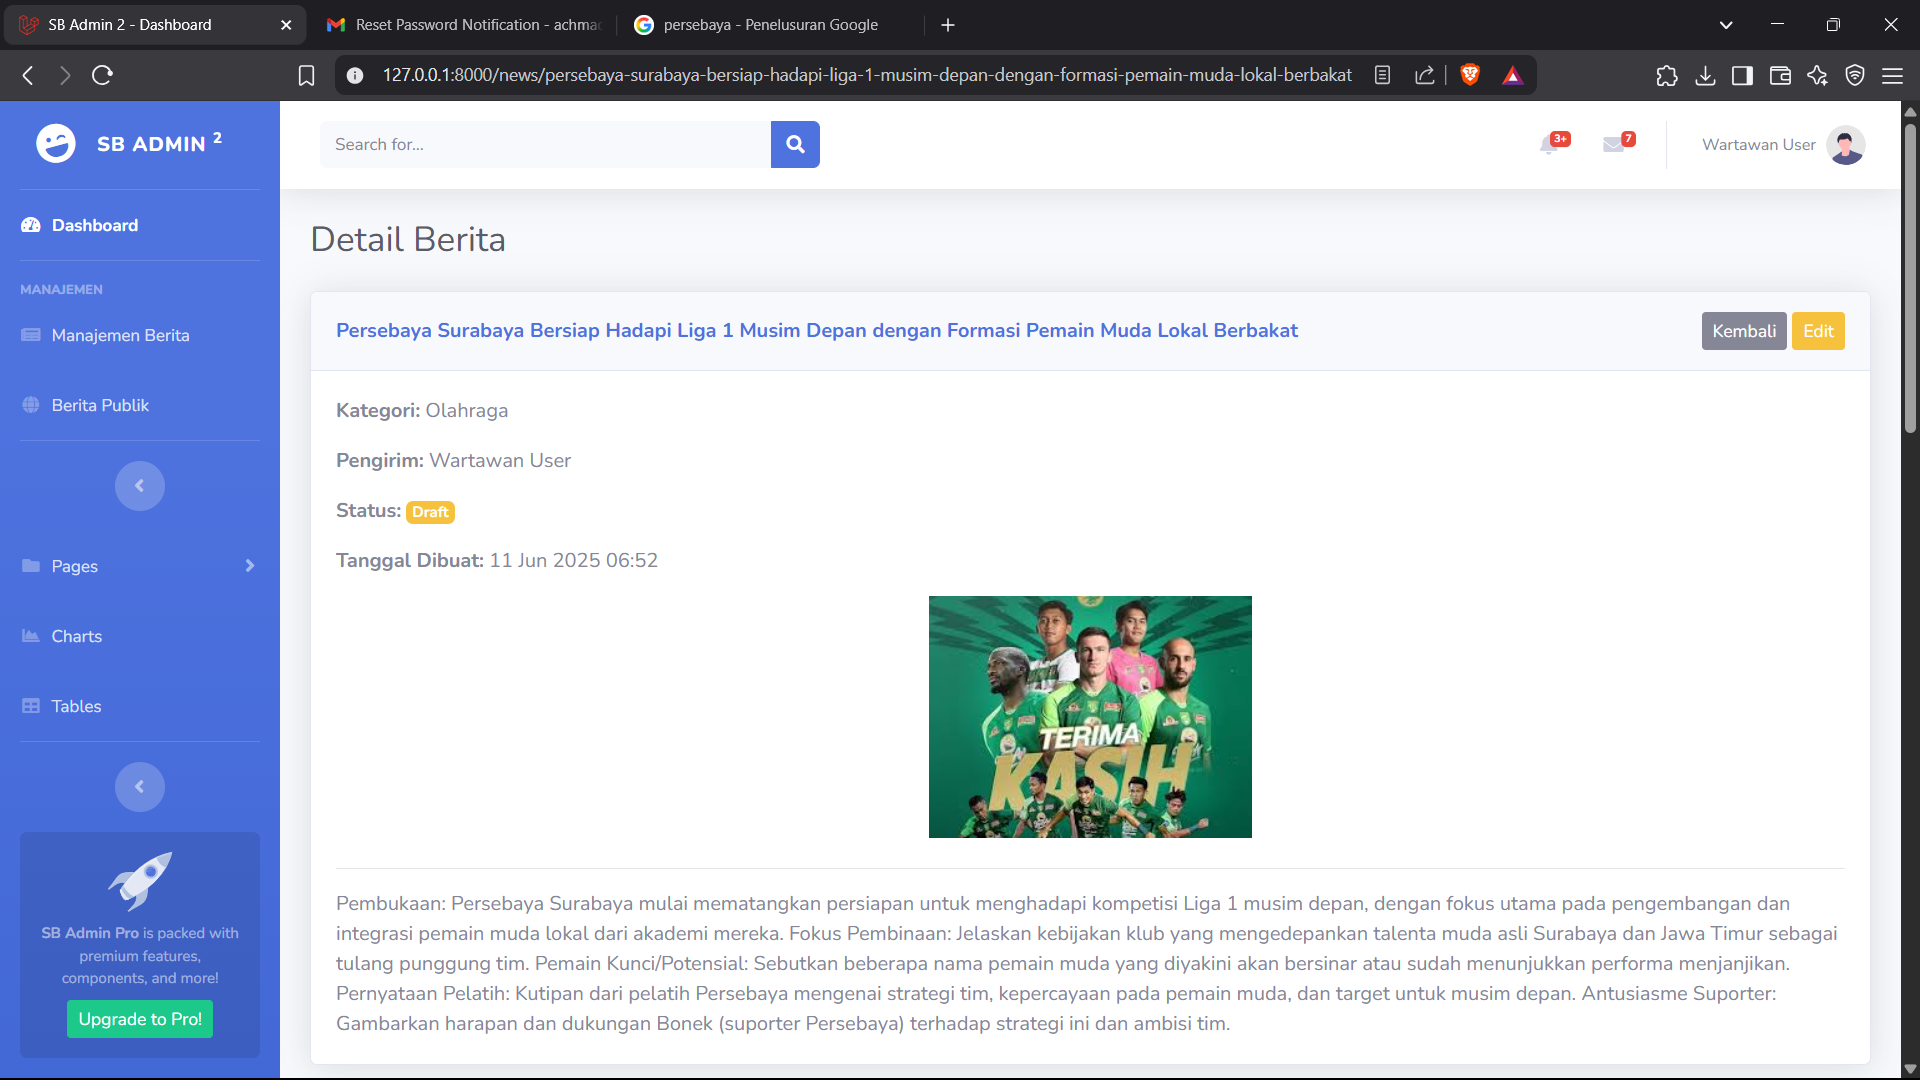 SB Admin 2 - Dashboard
Reset Password Notification - achmad
persebaya - Penelusuran Google
127.0.0.1:8000/news/persebaya-surabaya-bersiap-hadapi-liga-1-musim-depan-dengan-formasi-pemain-muda-lokal-berbakat
SB ADMIN 2
Search for...
3+
7
Wartawan User
Dashboard
MANAJEMEN
Manajemen Berita
Berita Publik
Pages
Charts
Tables
SB Admin Pro is packed with
premium features,
components, and more!
Upgrade to Pro!
Detail Berita
Persebaya Surabaya Bersiap Hadapi Liga 1 Musim Depan dengan Formasi Pemain Muda Lokal Berbakat
Kembali
Edit
Kategori: Olahraga
Pengirim: Wartawan User
Status: Draft
Tanggal Dibuat: 11 Jun 2025 06:52
TERIMA
KASIH
Pembukaan: Persebaya Surabaya mulai mematangkan persiapan untuk menghadapi kompetisi Liga 1 musim depan, dengan fokus utama pada pengembangan dan
integrasi pemain muda lokal dari akademi mereka. Fokus Pembinaan: Jelaskan kebijakan klub yang mengedepankan talenta muda asli Surabaya dan Jawa Timur sebagai
tulang punggung tim. Pemain Kunci/Potensial: Sebutkan beberapa nama pemain muda yang diyakini akan bersinar atau sudah menunjukkan performa menjanjikan.
Pernyataan Pelatih: Kutipan dari pelatih Persebaya mengenai strategi tim, kepercayaan pada pemain muda, dan target untuk musim depan. Antusiasme Suporter:
Gambarkan harapan dan dukungan Bonek (suporter Persebaya) terhadap strategi ini dan ambisi tim.